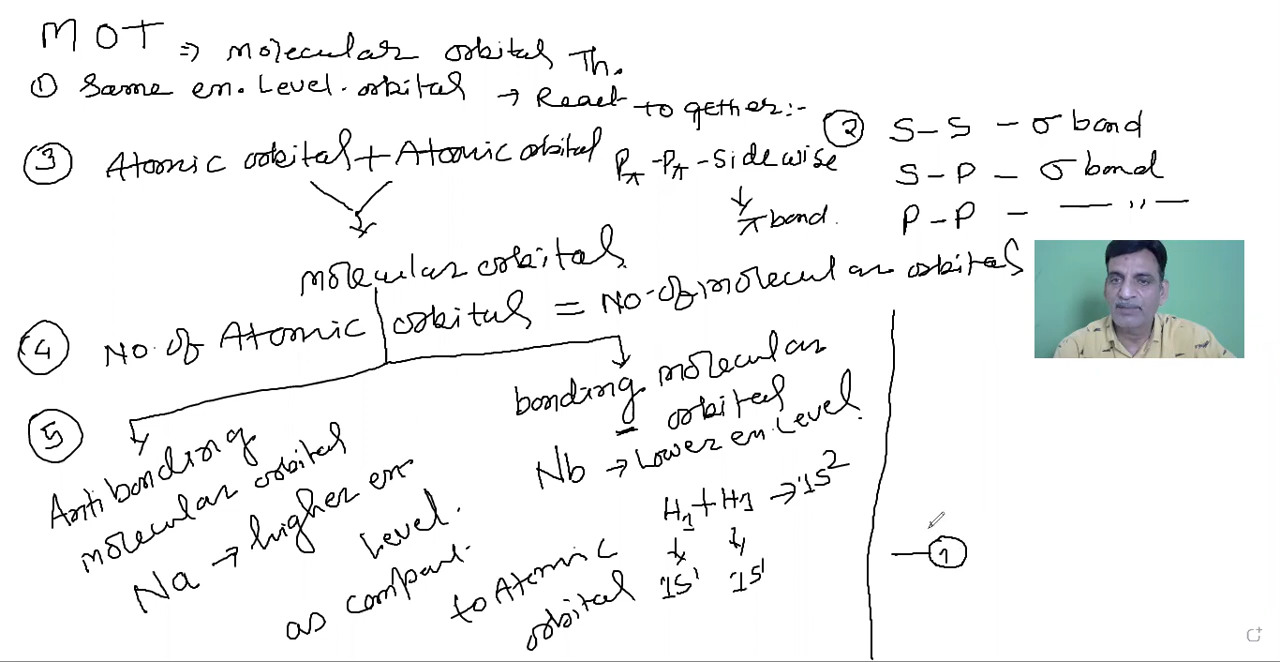 MOT ⇒ Molecular orbital Th.
① Same en. Level. orbital → React together:-
② S-S - σ bond
S-P - σ bond
P-P - —〃—
③ Atomic orbital + Atomic orbital
Pπ-Pπ-Sidewise
↓
π bond.
molecular orbital
④ No. of Atomic orbital = No. of molecular orbital
⑤ Antibonding
molecular orbital
Na → higher en.
Level.
as compare.
to Atomic
orbital
bonding molecular
orbital
Nb → Lower en. Level.
H₁ + H₁ → 1S²
↓ ↓
1S¹ 1S¹
①